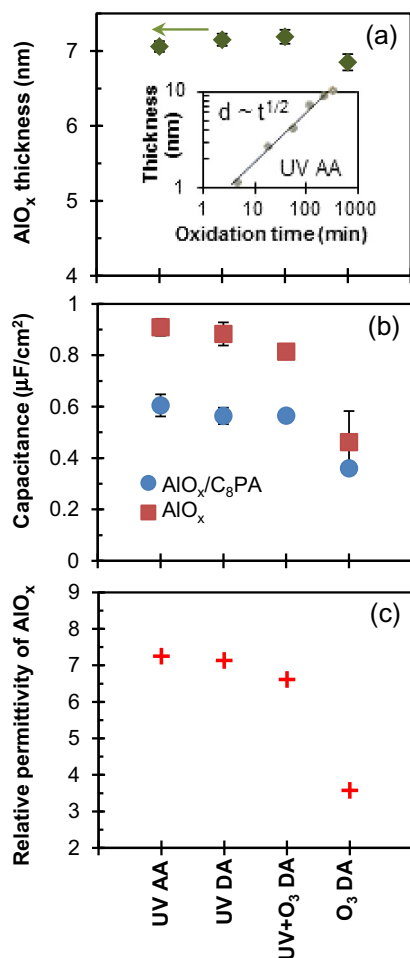 (a)
AlOₓ thickness (nm)
7
6
5
4
Thickness
(nm)
10
1
d ~ t^1/2
UV AA
1 10 100 1000
Oxidation time (min)
(b)
Capacitance (µF/cm²)
1
0.8
0.6
0.4
0.2
0
AlOₓ/C₈PA
AlOₓ
(c)
Relative permittivity of AlOₓ
9
8
7
6
5
4
3
2
UV AA
UV DA
UV+O₃ DA
O₃ DA